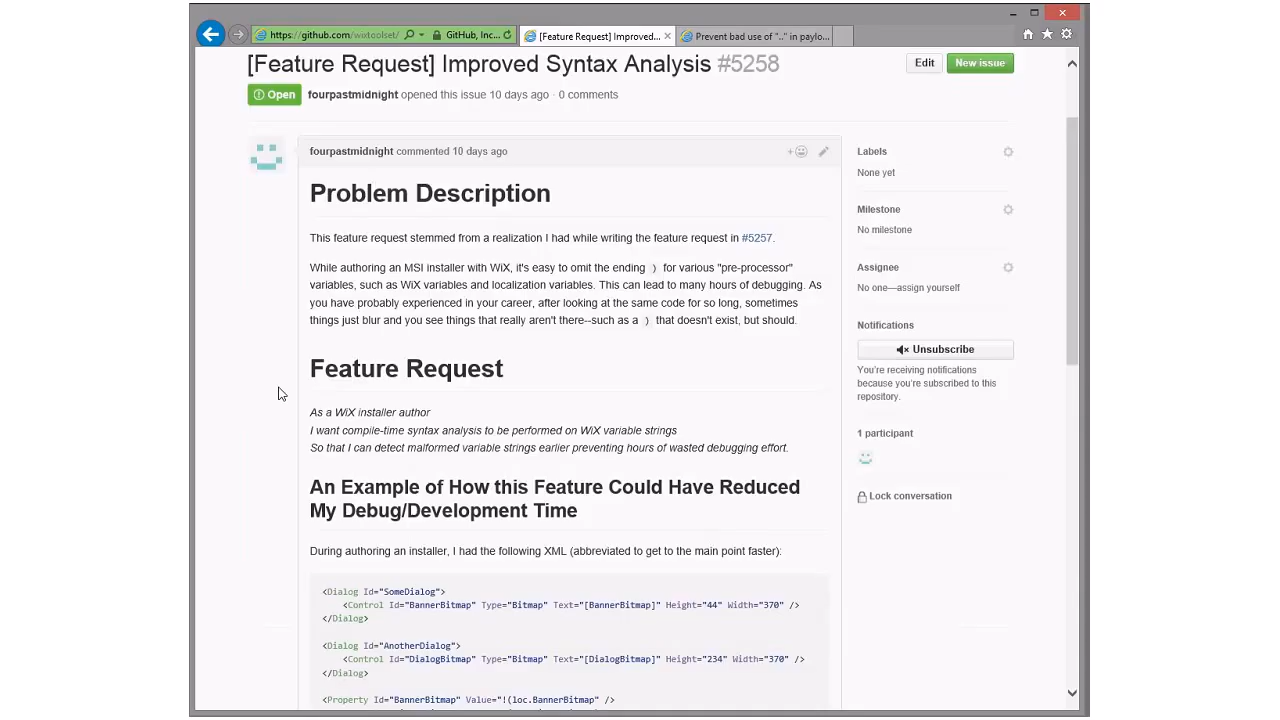 https://github.com/wixtoolset/
GitHub, Inc...
[Feature Request] Improved...
Prevent bad use of ".." in paylo...
[Feature Request] Improved Syntax Analysis #5258
Edit
New issue
Open
fourpastmidnight opened this issue 10 days ago · 0 comments
fourpastmidnight commented 10 days ago
Problem Description
This feature request stemmed from a realization I had while writing the feature request in #5257.
While authoring an MSI installer with WiX, it's easy to omit the ending ) for various "pre-processor"
variables, such as WiX variables and localization variables. This can lead to many hours of debugging. As
you have probably experienced in your career, after looking at the same code for so long, sometimes
things just blur and you see things that really aren't there--such as a ) that doesn't exist, but should.
Feature Request
As a WiX installer author
I want compile-time syntax analysis to be performed on WiX variable strings
So that I can detect malformed variable strings earlier preventing hours of wasted debugging effort.
An Example of How this Feature Could Have Reduced
My Debug/Development Time
During authoring an installer, I had the following XML (abbreviated to get to the main point faster):
<Dialog Id="SomeDialog">
<Control Id="BannerBitmap" Type="Bitmap" Text="[BannerBitmap]" Height="44" Width="370" />
</Dialog>
<Dialog Id="AnotherDialog">
<Control Id="DialogBitmap" Type="Bitmap" Text="[DialogBitmap]" Height="234" Width="370" />
</Dialog>
<Property Id="BannerBitmap" Value="!(loc.BannerBitmap" />
Labels
None yet
Milestone
No milestone
Assignee
No one—assign yourself
Notifications
Unsubscribe
You're receiving notifications
because you're subscribed to this
repository.
1 participant
Lock conversation